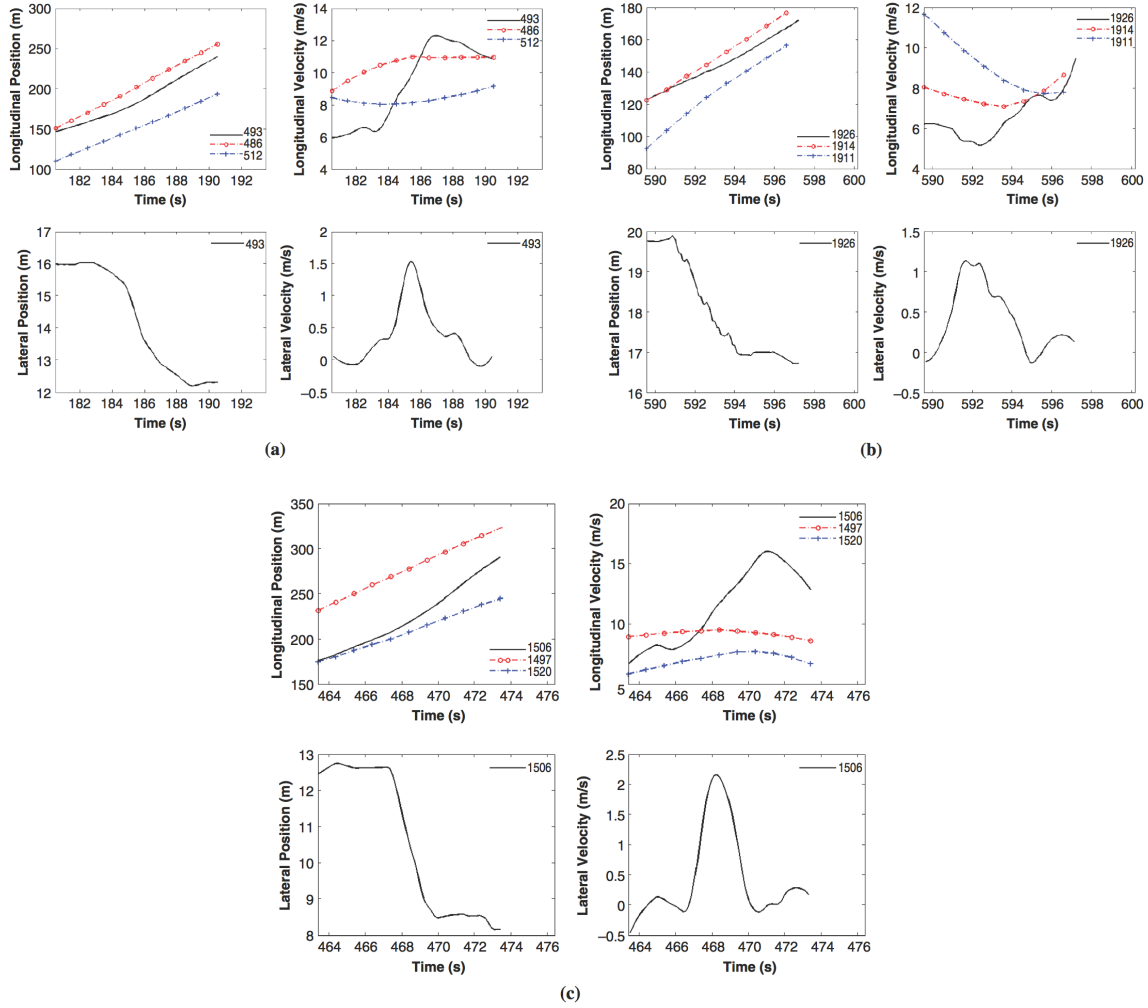 Longitudinal Position (m)
300
250
200
150
100
493
486
512
182 184 186 188 190 192
Time (s)
Longitudinal Velocity (m/s)
14
12
10
8
6
4
493
486
512
182 184 186 188 190 192
Time (s)
Lateral Position (m)
17
16
15
14
13
12
493
182 184 186 188 190 192
Time (s)
Lateral Velocity (m/s)
2
1.5
1
0.5
0
–0.5
493
182 184 186 188 190 192
Time (s)
(a)
Longitudinal Position (m)
180
160
140
120
100
80
1926
1914
1911
590 592 594 596 598 600
Time (s)
Longitudinal Velocity (m/s)
12
10
8
6
4
1926
1914
1911
590 592 594 596 598 600
Time (s)
Lateral Position (m)
20
19
18
17
16
1926
590 592 594 596 598 600
Time (s)
Lateral Velocity (m/s)
1.5
1
0.5
0
–0.5
1926
590 592 594 596 598 600
Time (s)
(b)
Longitudinal Position (m)
350
300
250
200
150
1506
1497
1520
464 466 468 470 472 474 476
Time (s)
Longitudinal Velocity (m/s)
20
15
10
5
1506
1497
1520
464 466 468 470 472 474 476
Time (s)
Lateral Position (m)
13
12
11
10
9
8
1506
464 466 468 470 472 474 476
Time (s)
Lateral Velocity (m/s)
2.5
2
1.5
1
0.5
0
–0.5
1506
464 466 468 470 472 474 476
Time (s)
(c)